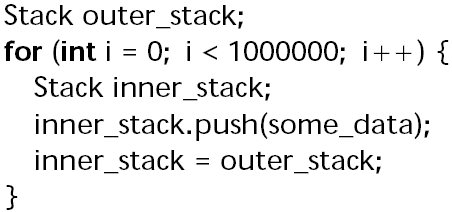 Stack outer_stack;
for (int i = 0; i < 1000000; i++) {
Stack inner_stack;
inner_stack.push(some_data);
inner_stack = outer_stack;
}